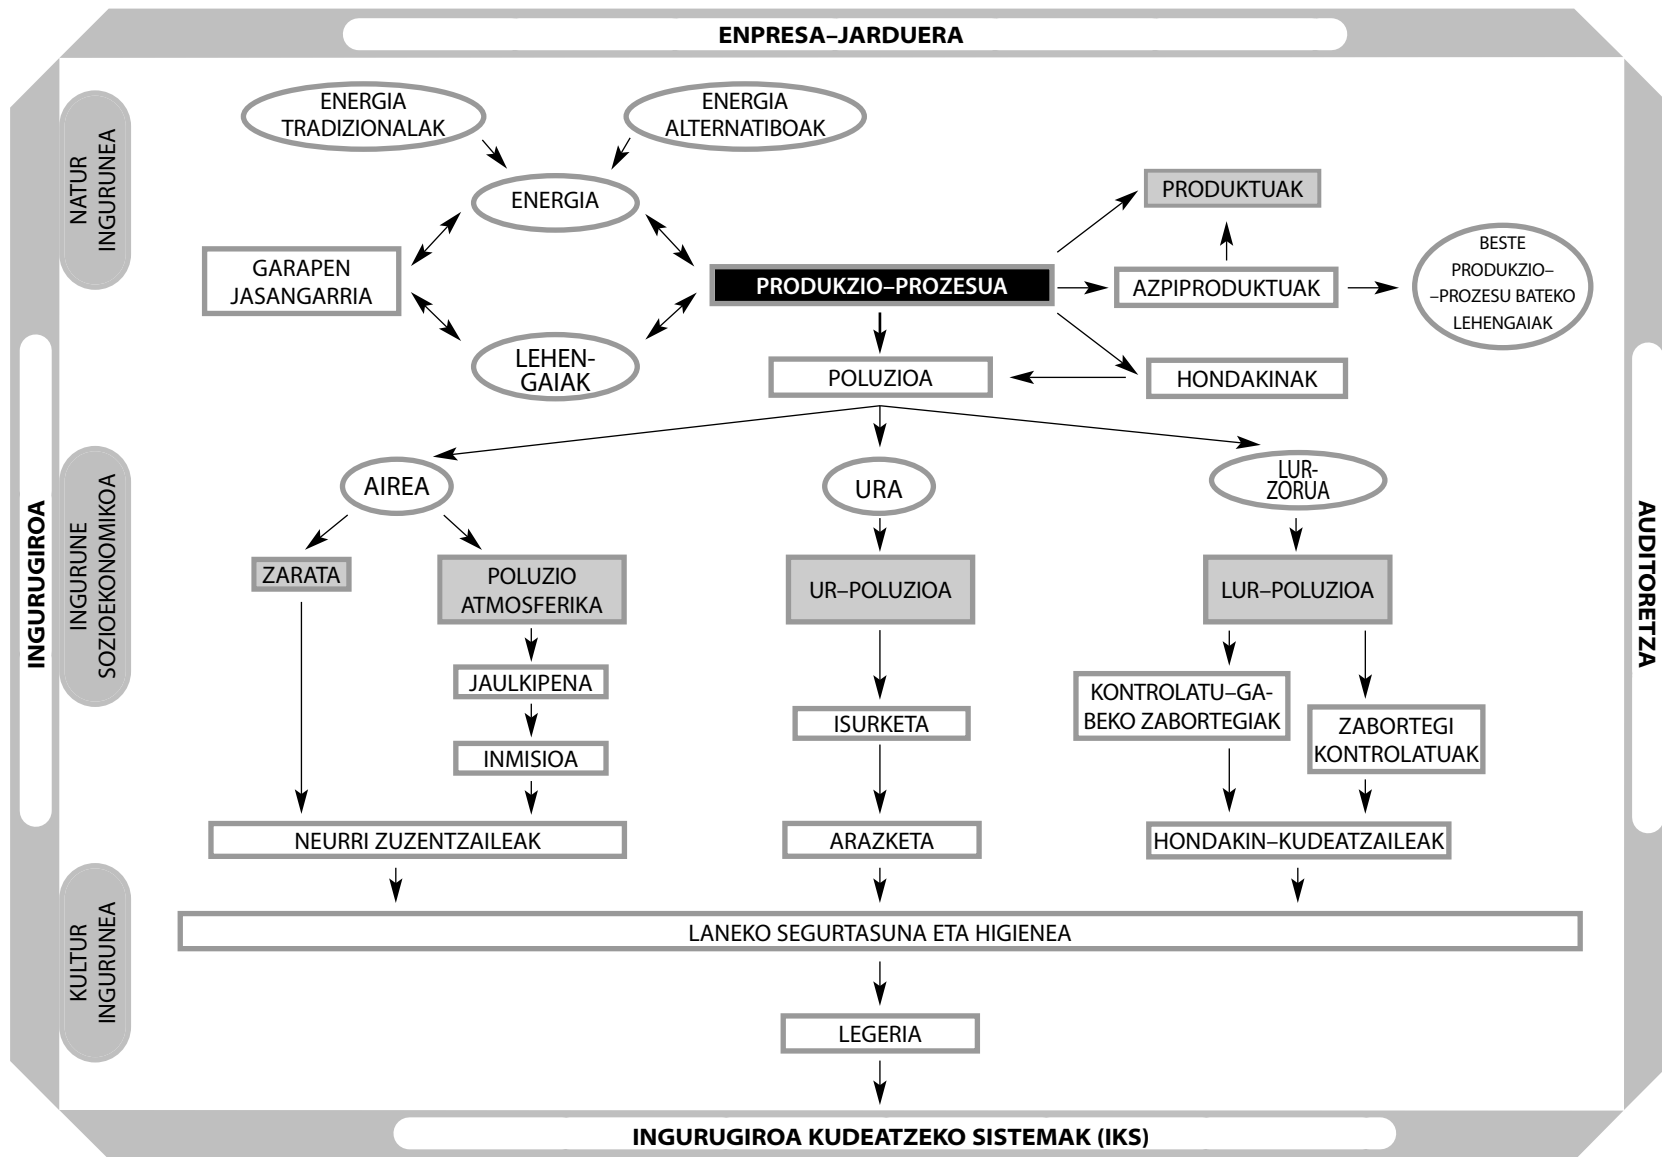 ENPRESA–JARDUERA
NATUR
INGURUNEA
ENERGIA
TRADIZIONALAK
ENERGIA
ALTERNATIBOAK
ENERGIA
PRODUKTUAK
GARAPEN
JASANGARRIA
PRODUKZIO–PROZESUA
AZPIPRODUKTUAK
BESTE
PRODUKZIO–
–PROZESU BATEKO
LEHENGAIAK
LEHEN-
GAIAK
POLUZIOA
HONDAKINAK
INGURUGIROA
INGURUNE
SOZIOEKONOMIKOA
AUDITORETZA
AIREA
URA
LUR-
ZORUA
ZARATA
POLUZIO
ATMOSFERIKA
UR–POLUZIOA
LUR–POLUZIOA
JAULKIPENA
ISURKETA
KONTROLATU–GA-
BEKO ZABORTEGIAK
ZABORTEGI
KONTROLATUAK
INMISIOA
NEURRI ZUZENTZAILEAK
ARAZKETA
HONDAKIN–KUDEATZAILEAK
KULTUR
INGURUNEA
LANEKO SEGURTASUNA ETA HIGIENEA
LEGERIA
INGURUGIROA KUDEATZEKO SISTEMAK (IKS)